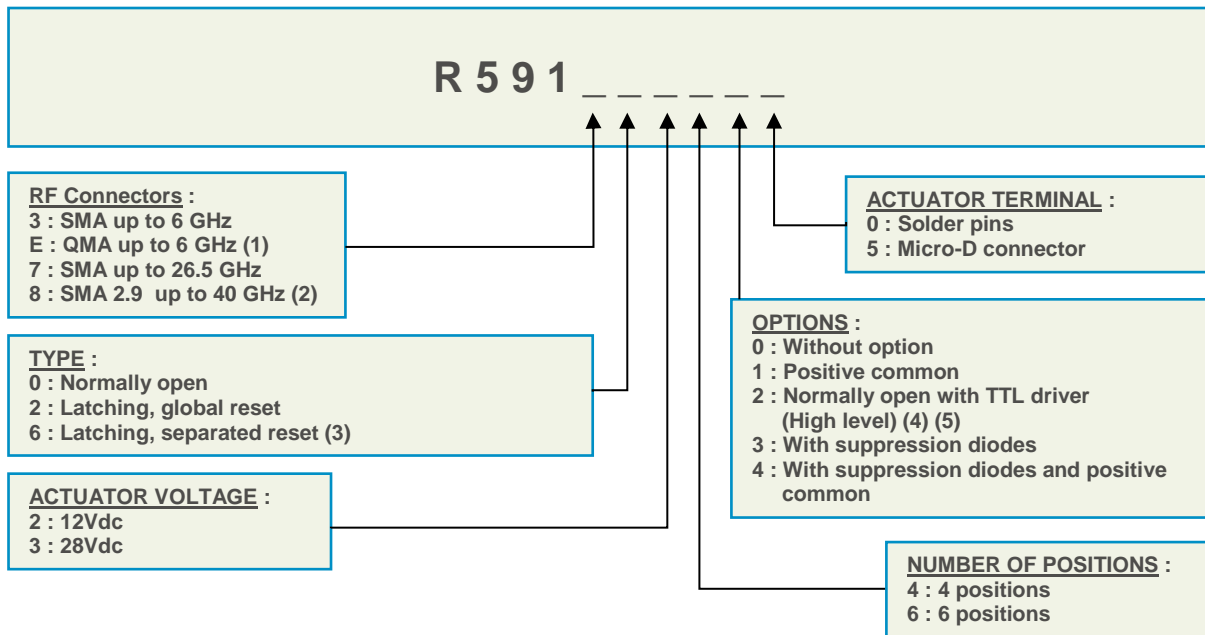 R 5 9 1 _ _ _ _ _ _
RF Connectors :
3 : SMA up to 6 GHz
E : QMA up to 6 GHz (1)
7 : SMA up to 26.5 GHz
8 : SMA 2.9 up to 40 GHz (2)
TYPE :
0 : Normally open
2 : Latching, global reset
6 : Latching, separated reset (3)
ACTUATOR VOLTAGE :
2 : 12Vdc
3 : 28Vdc
ACTUATOR TERMINAL :
0 : Solder pins
5 : Micro-D connector
OPTIONS :
0 : Without option
1 : Positive common
2 : Normally open with TTL driver
(High level) (4) (5)
3 : With suppression diodes
4 : With suppression diodes and positive
common
NUMBER OF POSITIONS :
4 : 4 positions
6 : 6 positions